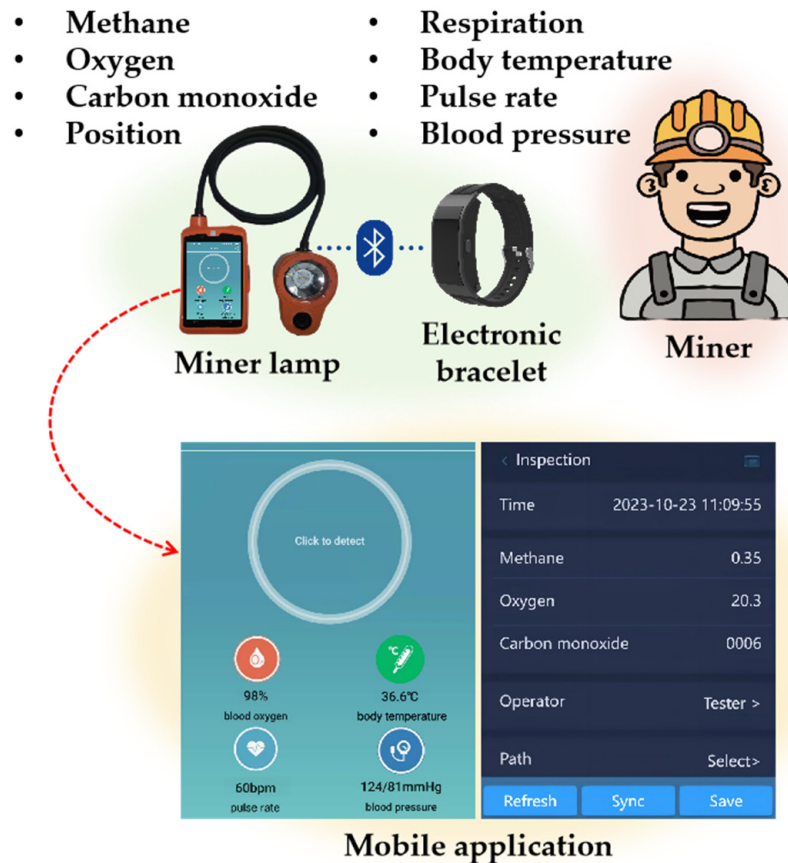 • Methane
• Oxygen
• Carbon monoxide
• Position
• Respiration
• Body temperature
• Pulse rate
• Blood pressure
Miner lamp
Electronic
bracelet
Miner
Click to detect
98%
blood oxygen
℃
36.6℃
body temperature
60bpm
pulse rate
124/81mmHg
blood pressure
< Inspection
Time 2023-10-23 11:09:55
Methane 0.35
Oxygen 20.3
Carbon monoxide 0006
Operator Tester >
Path Select>
Refresh Sync Save
Mobile application